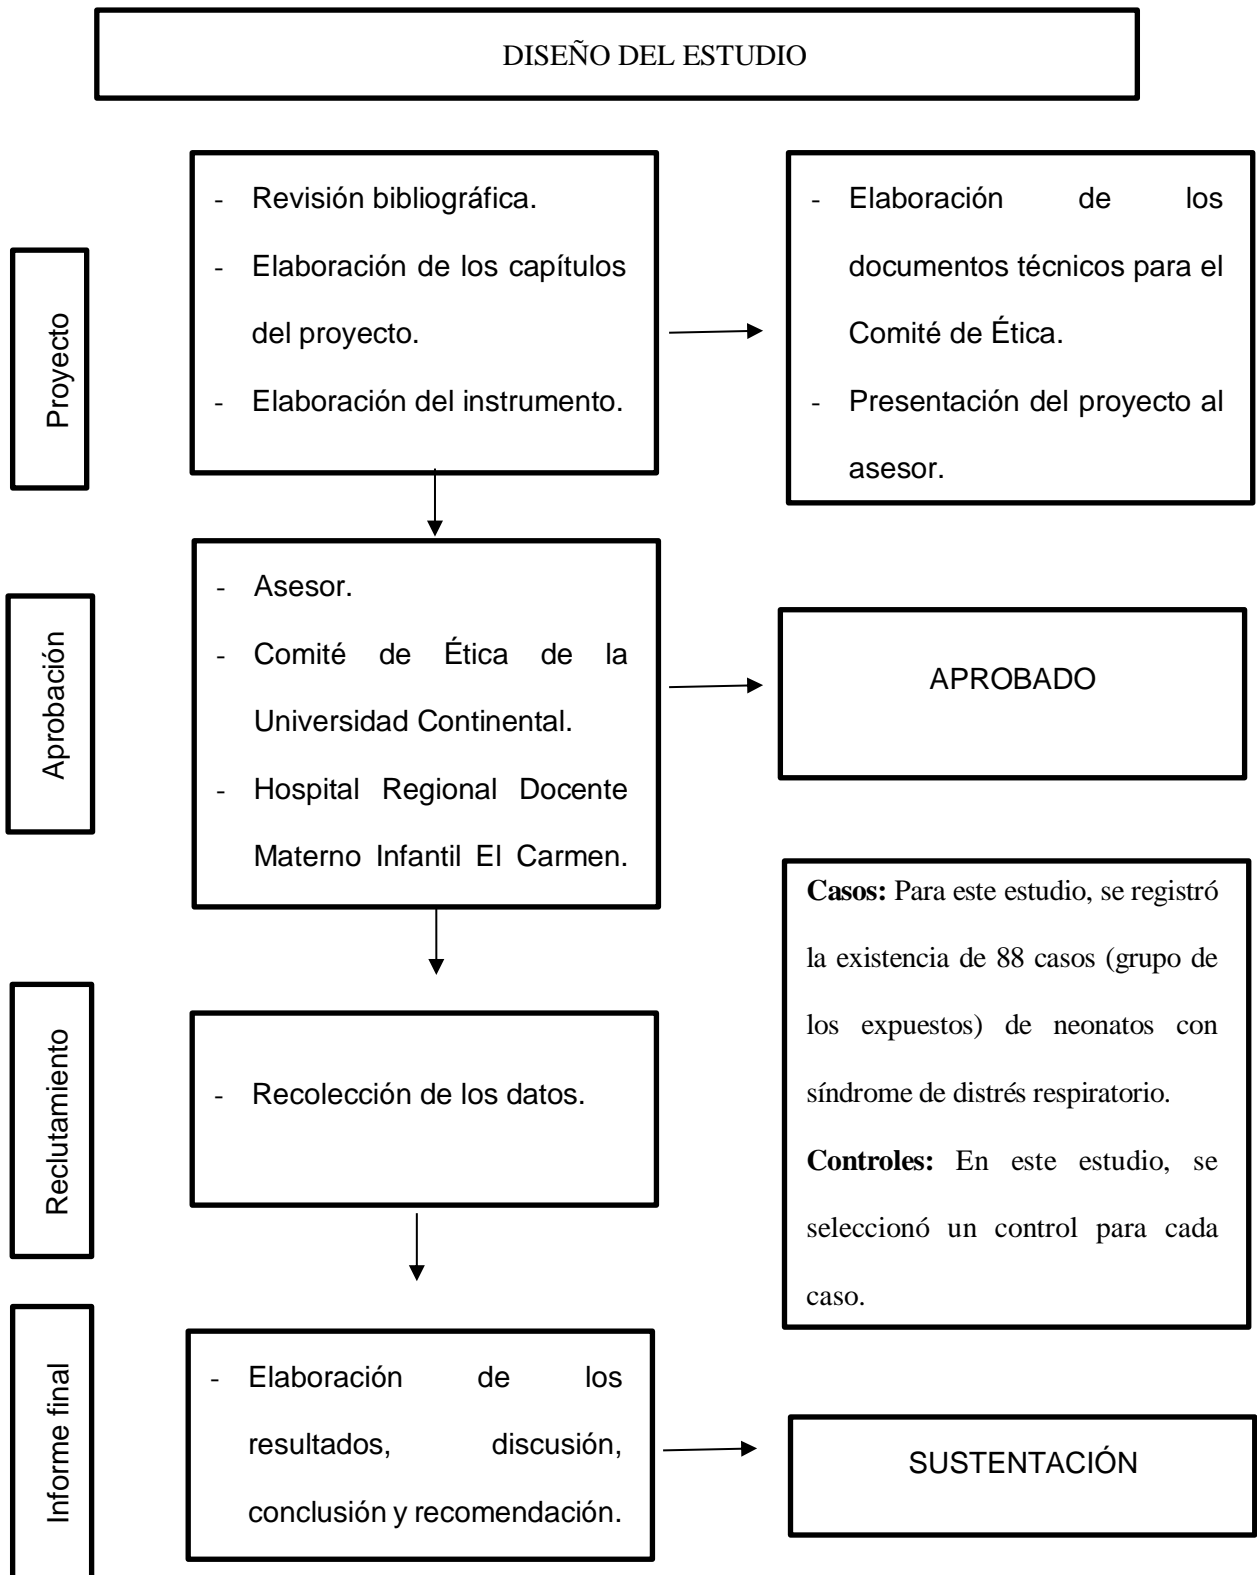 DISEÑO DEL ESTUDIO
Proyecto
- Revisión bibliográfica.
- Elaboración de los capítulos
del proyecto.
- Elaboración del instrumento.
- Elaboración de los
documentos técnicos para el
Comité de Ética.
- Presentación del proyecto al
asesor.
Aprobación
- Asesor.
- Comité de Ética de la
Universidad Continental.
- Hospital Regional Docente
Materno Infantil El Carmen.
APROBADO
Reclutamiento
- Recolección de los datos.
Casos: Para este estudio, se registró
la existencia de 88 casos (grupo de
los expuestos) de neonatos con
síndrome de distrés respiratorio.
Controles: En este estudio, se
seleccionó un control para cada
caso.
Informe final
- Elaboración de los
resultados, discusión,
conclusión y recomendación.
SUSTENTACIÓN